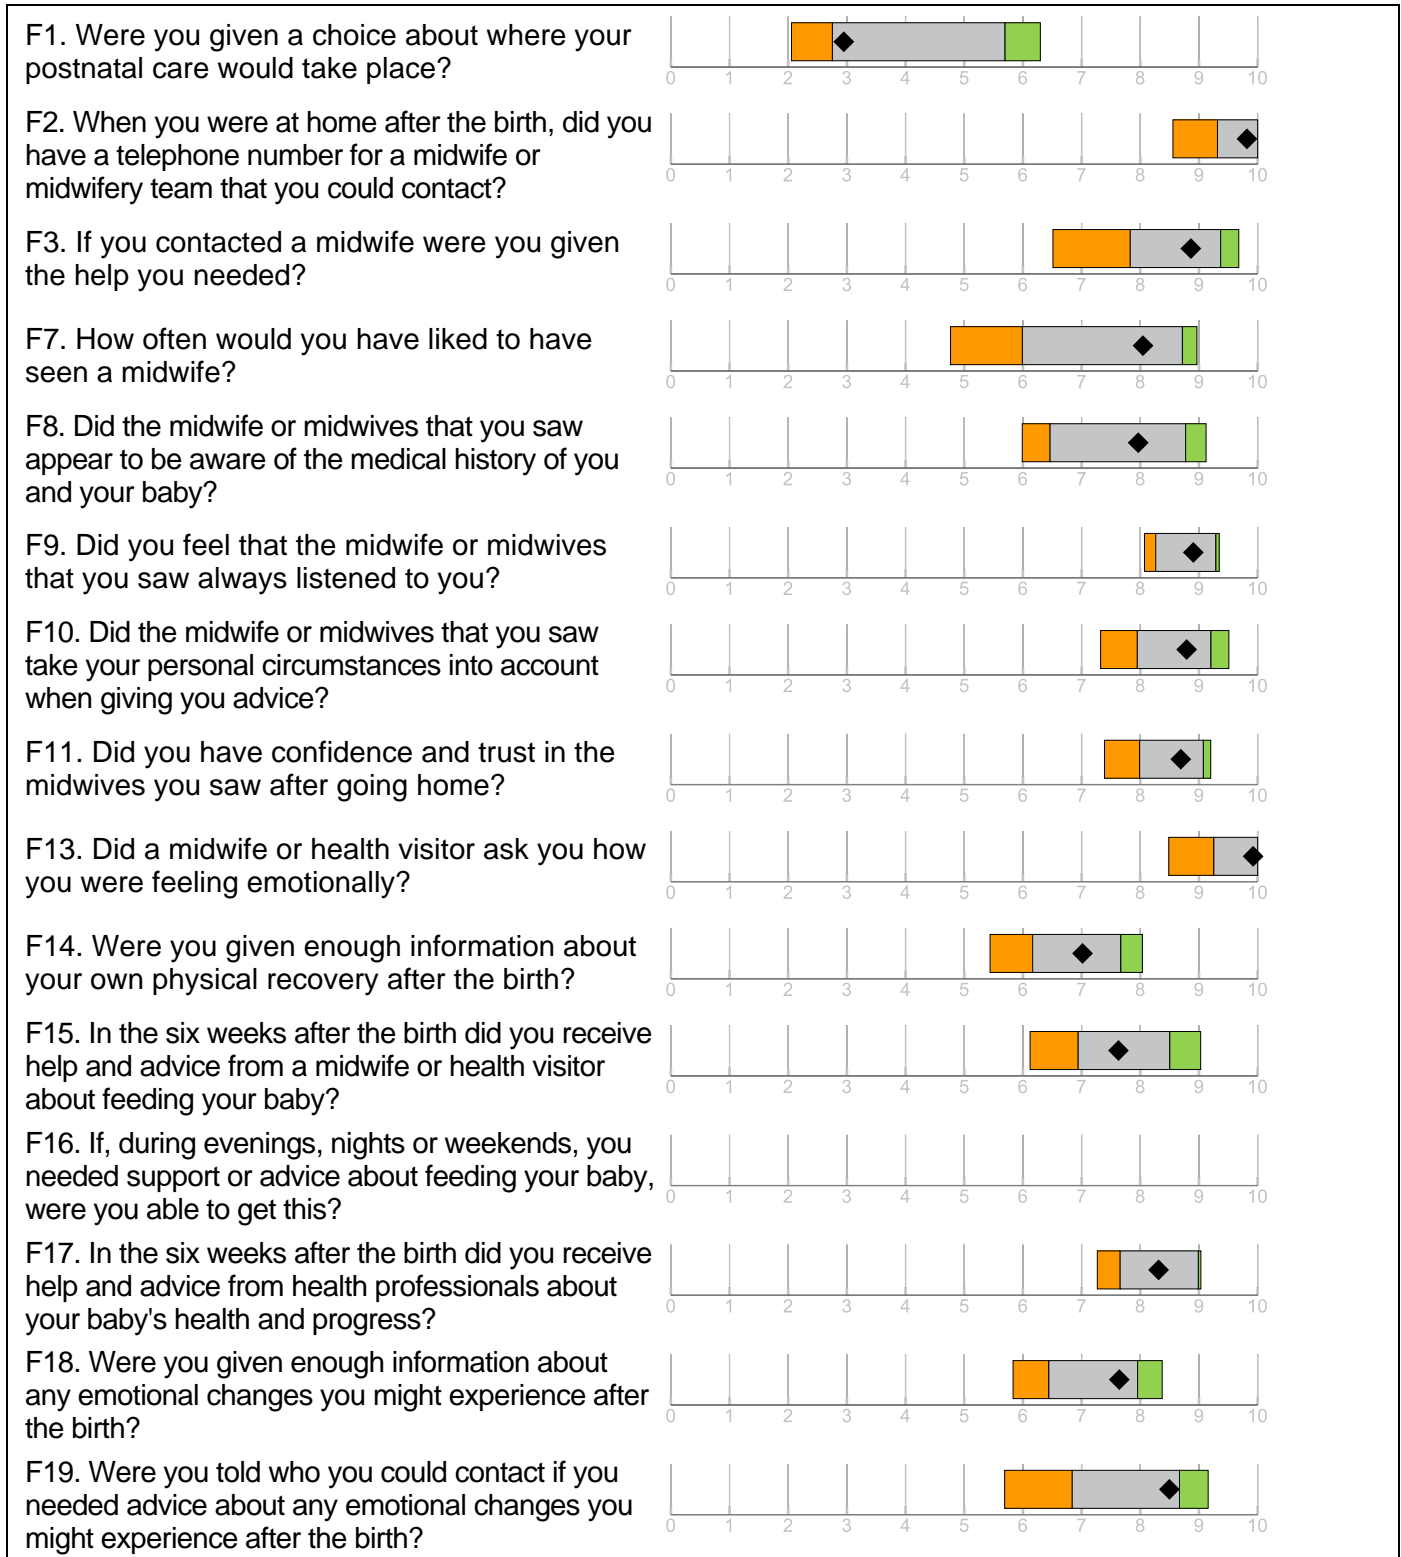 F1. Were you given a choice about where your
postnatal care would take place?
0 1 2 3 4 5 6 7 8 9 10
F2. When you were at home after the birth, did you
have a telephone number for a midwife or
midwifery team that you could contact?
0 1 2 3 4 5 6 7 8 9 10
F3. If you contacted a midwife were you given
the help you needed?
0 1 2 3 4 5 6 7 8 9 10
F7. How often would you have liked to have
seen a midwife?
0 1 2 3 4 5 6 7 8 9 10
F8. Did the midwife or midwives that you saw
appear to be aware of the medical history of you
and your baby?
0 1 2 3 4 5 6 7 8 9 10
F9. Did you feel that the midwife or midwives
that you saw always listened to you?
0 1 2 3 4 5 6 7 8 9 10
F10. Did the midwife or midwives that you saw
take your personal circumstances into account
when giving you advice?
0 1 2 3 4 5 6 7 8 9 10
F11. Did you have confidence and trust in the
midwives you saw after going home?
0 1 2 3 4 5 6 7 8 9 10
F13. Did a midwife or health visitor ask you how
you were feeling emotionally?
0 1 2 3 4 5 6 7 8 9 10
F14. Were you given enough information about
your own physical recovery after the birth?
0 1 2 3 4 5 6 7 8 9 10
F15. In the six weeks after the birth did you receive
help and advice from a midwife or health visitor
about feeding your baby?
0 1 2 3 4 5 6 7 8 9 10
F16. If, during evenings, nights or weekends, you
needed support or advice about feeding your baby,
were you able to get this?
0 1 2 3 4 5 6 7 8 9 10
F17. In the six weeks after the birth did you receive
help and advice from health professionals about
your baby's health and progress?
0 1 2 3 4 5 6 7 8 9 10
F18. Were you given enough information about
any emotional changes you might experience after
the birth?
0 1 2 3 4 5 6 7 8 9 10
F19. Were you told who you could contact if you
needed advice about any emotional changes you
might experience after the birth?
0 1 2 3 4 5 6 7 8 9 10